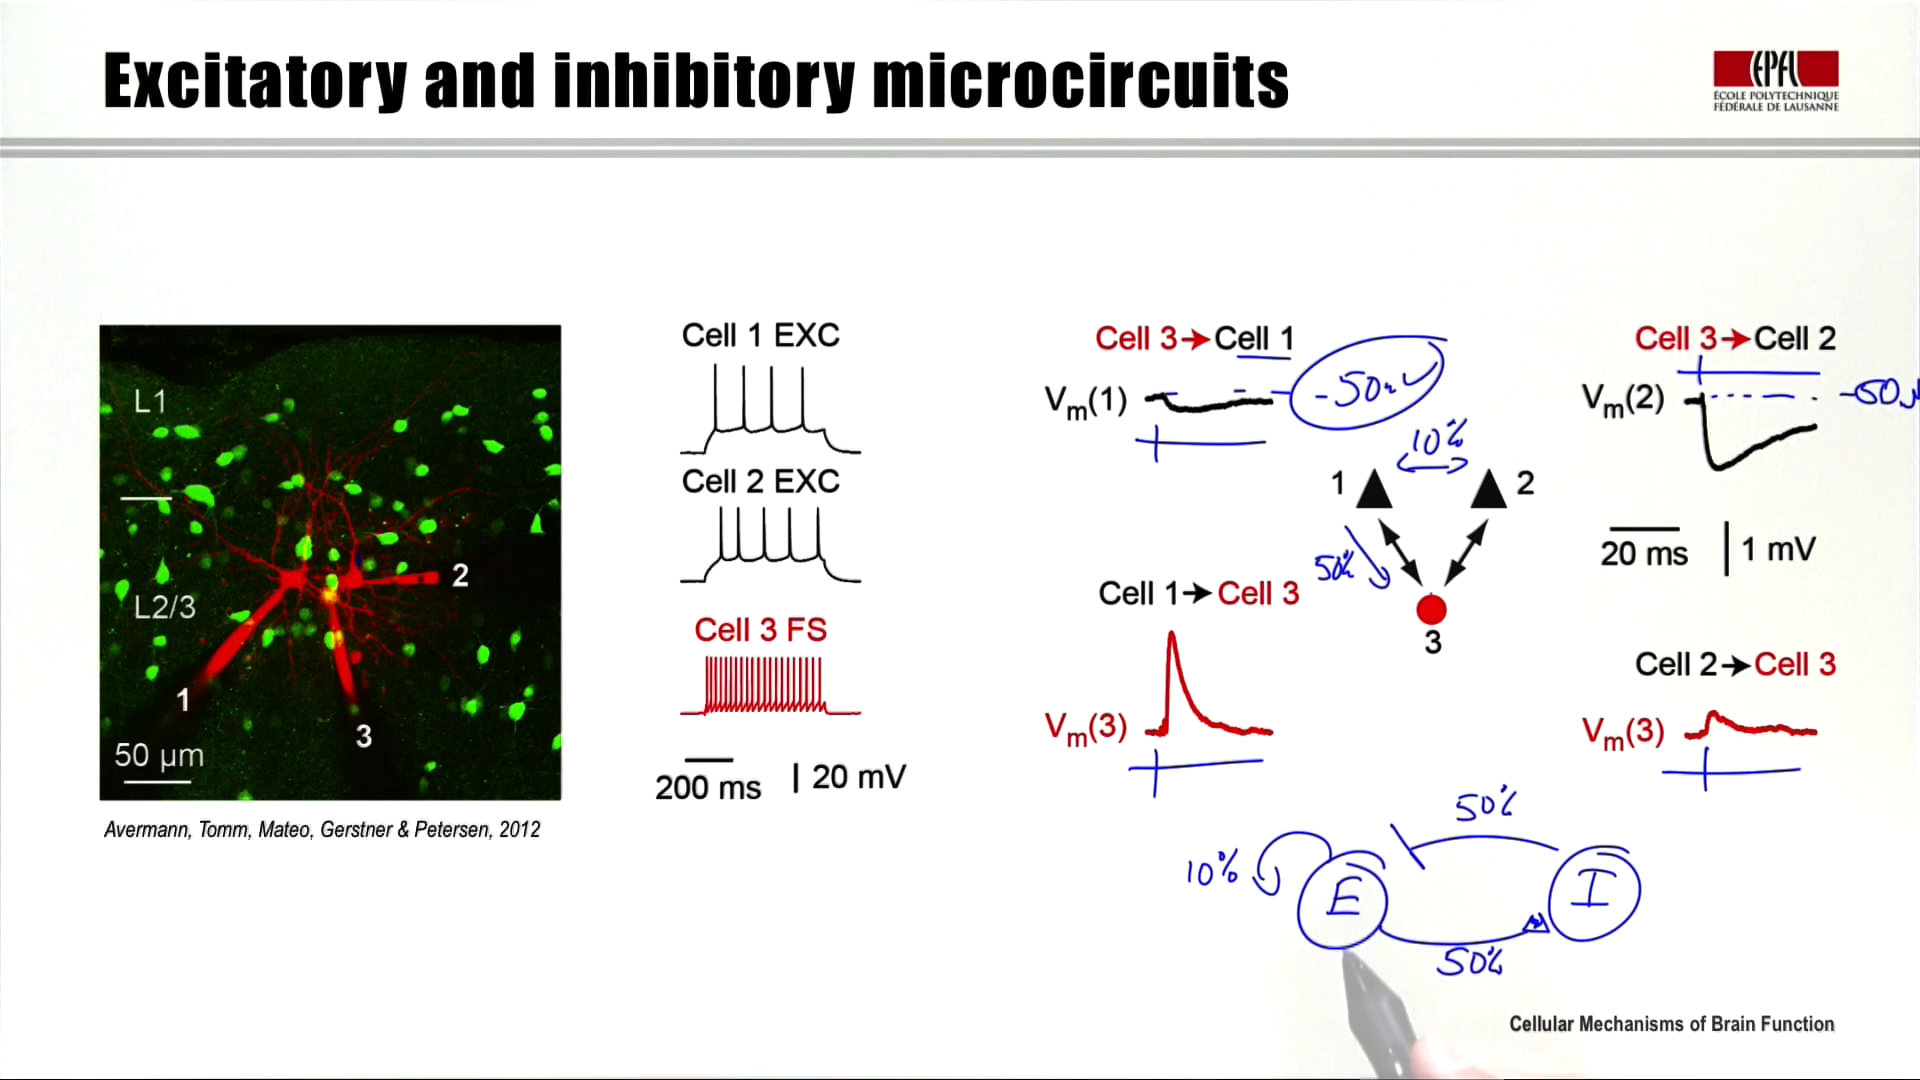 Excitatory and inhibitory microcircuits
EPFL
ÉCOLE POLYTECHNIQUE
FÉDÉRALE DE LAUSANNE
L1
L2/3
1
2
3
50 µm
Avermann, Tomm, Mateo, Gerstner & Petersen, 2012
Cell 1 EXC
Cell 2 EXC
Cell 3 FS
200 ms
20 mV
Cell 3→Cell 1
Vm(1)
-50mV
10%
1
2
50%
3
Cell 1→Cell 3
Vm(3)
Cell 3→Cell 2
Vm(2)
20 ms
1 mV
Cell 2→Cell 3
Vm(3)
50%
10%
E
I
50%
Cellular Mechanisms of Brain Function